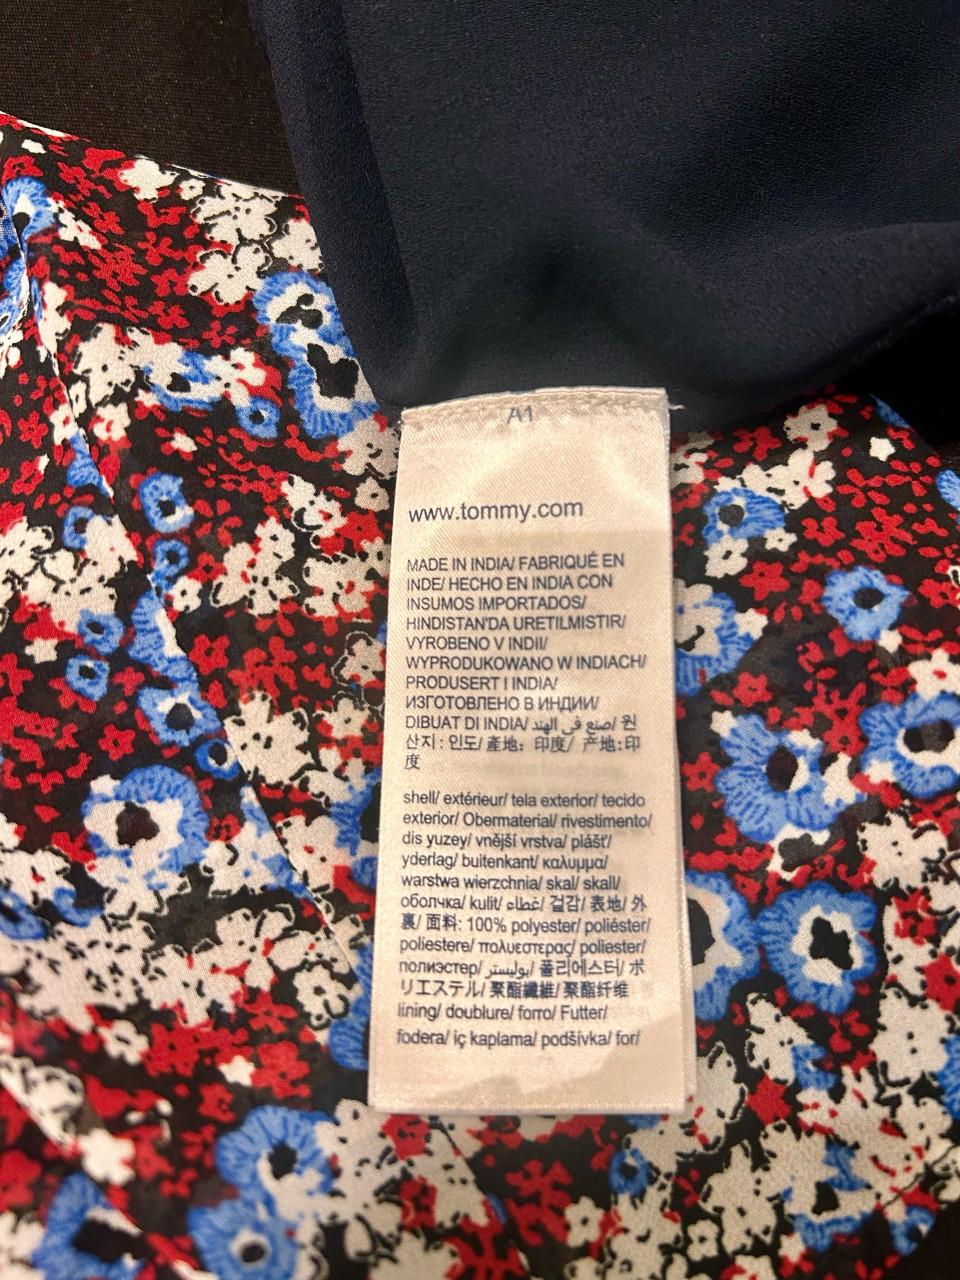 A1
www.tommy.com
MADE IN INDIA/ FABRIQUÉ EN
INDE/ HECHO EN INDIA CON
INSUMOS IMPORTADOS/
HINDISTAN'DA URETILMISTIR/
VYROBENO V INDII/
WYPRODUKOWANO W INDIACH/
PRODUSERT I INDIA/
ИЗГОТОВЛЕНО В ИНДИИ/
DIBUAT DI INDIA/ صنع في الهند/ 원
산지: 인도/ 產地: 印度/ 产地:印
度
shell/ extérieur/ tela exterior/ tecido
exterior/ Obermaterial/ rivestimento/
dis yuzey/ vnější vrstva/ plášť/
yderlag/ buitenkant/ καλυμμα/
warstwa wierzchnia/ skal/ skall/
оболчка/ kulit/ غطاء/ 겉감/ 表地/ 外
裏/ 面料: 100% polyester/ poliéster/
poliestere/ πολυεστερας/ poliester/
полиэстер/ بوليستر/ 폴리에스터/ ポ
リエステル/ 聚酯纖維/ 聚酯纤维
lining/ doublure/ forro/ Futter/
fodera/ iç kaplama/ podšívka/ for/